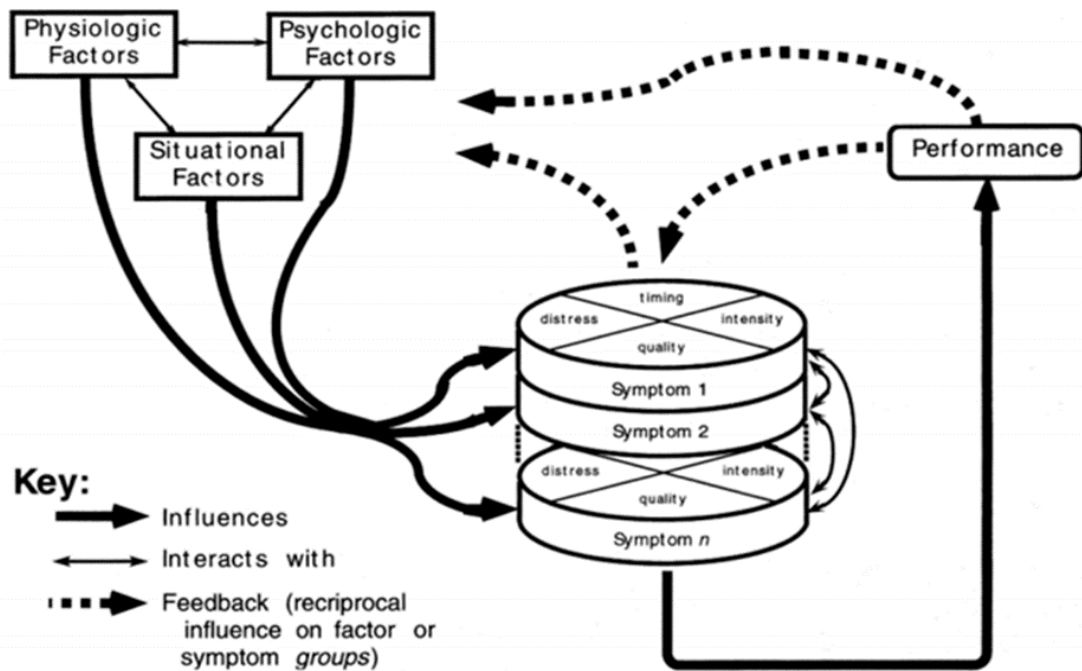 Physiologic
Factors
Psychologic
Factors
Situational
Factors
Performance
timing
distress
intensity
quality
Symptom 1
Symptom 2
distress
intensity
quality
Symptom n
Key:
Influences
Interacts with
Feedback (recriprocal
influence on factor or
symptom groups)